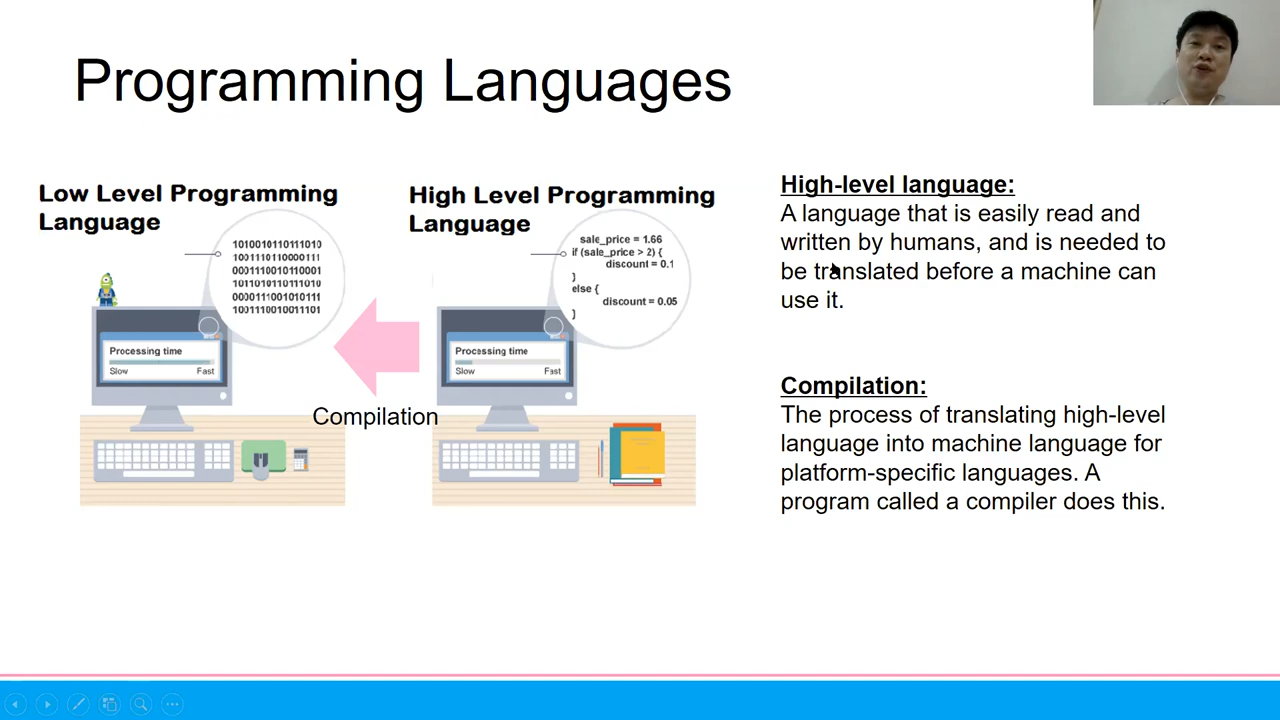 Programming Languages
Low Level Programming
Language
1010010110111010
1001110110000111
0001110010110001
1011010110111010
0000111001010111
1001110010011101
Processing time
Slow Fast
Compilation
High Level Programming
Language
sale_price = 1.66
if (sale_price > 2) {
discount = 0.1
}
else {
discount = 0.05
}
Processing time
Slow Fast
High-level language:
A language that is easily read and
written by humans, and is needed to
be translated before a machine can
use it.
Compilation:
The process of translating high-level
language into machine language for
platform-specific languages. A
program called a compiler does this.